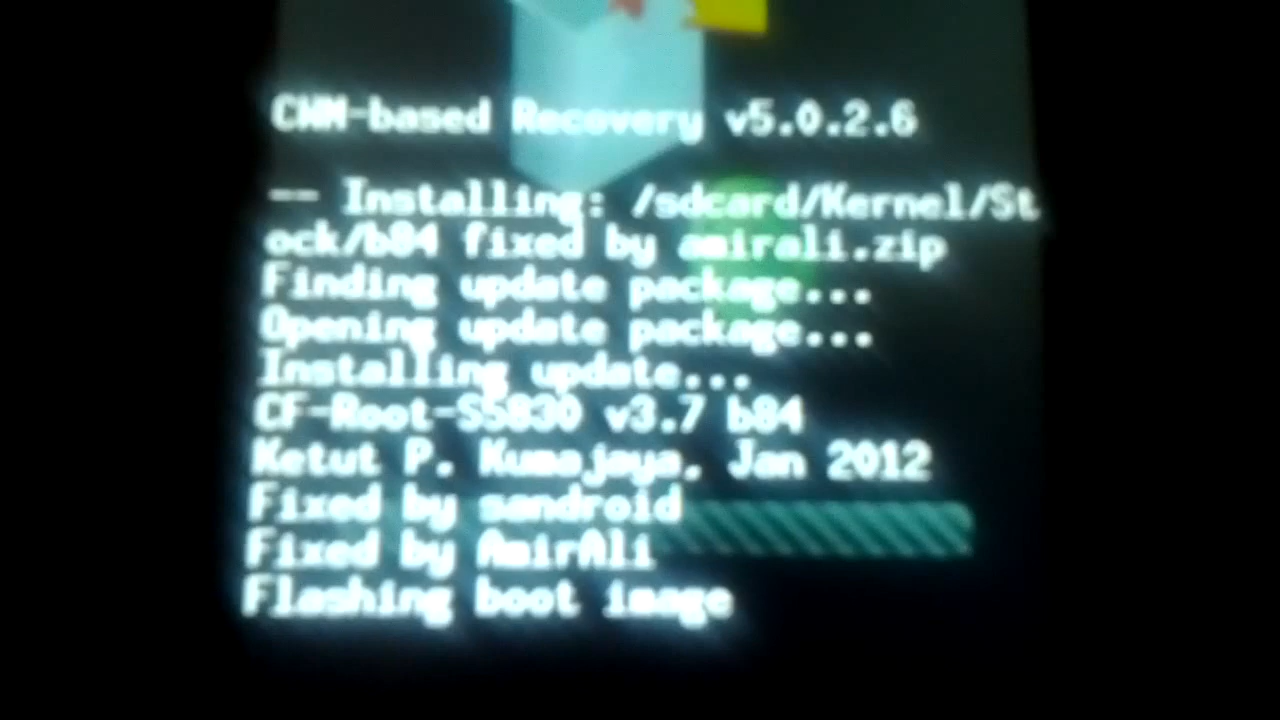 CWM-based Recovery v5.0.2.6
-- Installing: /sdcard/Kernel/St
ock/b84 fixed by amirali.zip
Finding update package...
Opening update package...
Installing update...
CF-Root-S5830 v3.7 b84
Ketut P. Kumajaya, Jan 2012
Fixed by sandroid
Fixed by AmirAli
Flashing boot image